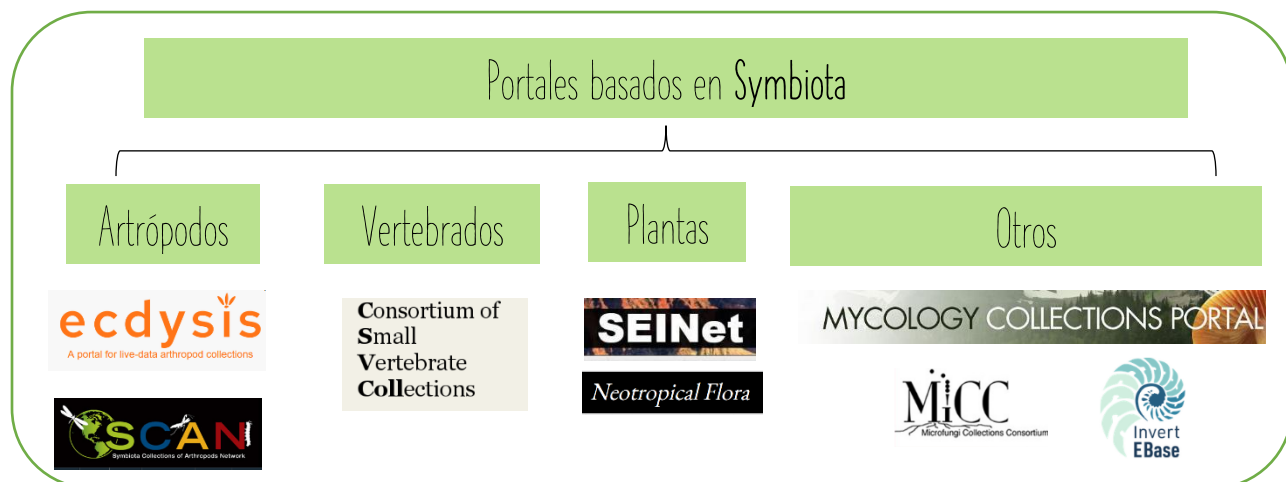 Portales basados en Symbiota
Artrópodos
Vertebrados
Plantas
Otros
ecdysis
A portal for live-data arthropod collections
SCAN
Symbiota Collections of Arthropods Network
Consortium of
Small
Vertebrate
Collections
SEINet
Neotropical Flora
MYCOLOGY COLLECTIONS PORTAL
MiCC
Microfungi Collections Consortium
Invert
EBase